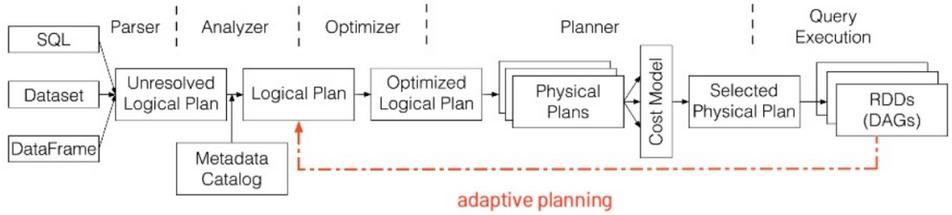 Parser
Analyzer
Optimizer
Planner
Query
Execution
SQL
Dataset
DataFrame
Unresolved
Logical Plan
Metadata
Catalog
Logical Plan
Optimized
Logical Plan
Physical
Plans
Cost Model
Selected
Physical Plan
RDDs
(DAGs)
adaptive planning